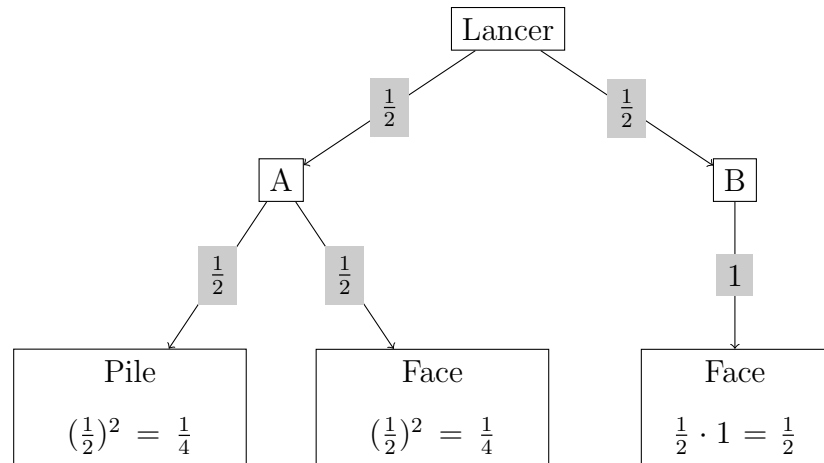 Lancer
1/2 1/2
A B
1/2 1/2 1
Pile Face Face
(1/2)² = 1/4 (1/2)² = 1/4 1/2 · 1 = 1/2